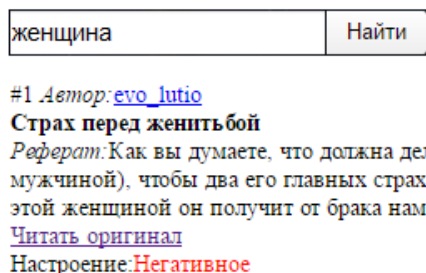 женщина Найти
#1 Автор:evo_lutio
Страх перед женитьбой
Реферат:Как вы думаете, что должна
мужчиной), чтобы два его главных страх
этой женщиной он получит от брака нам
Читать оригинал
Настроение:Негативное